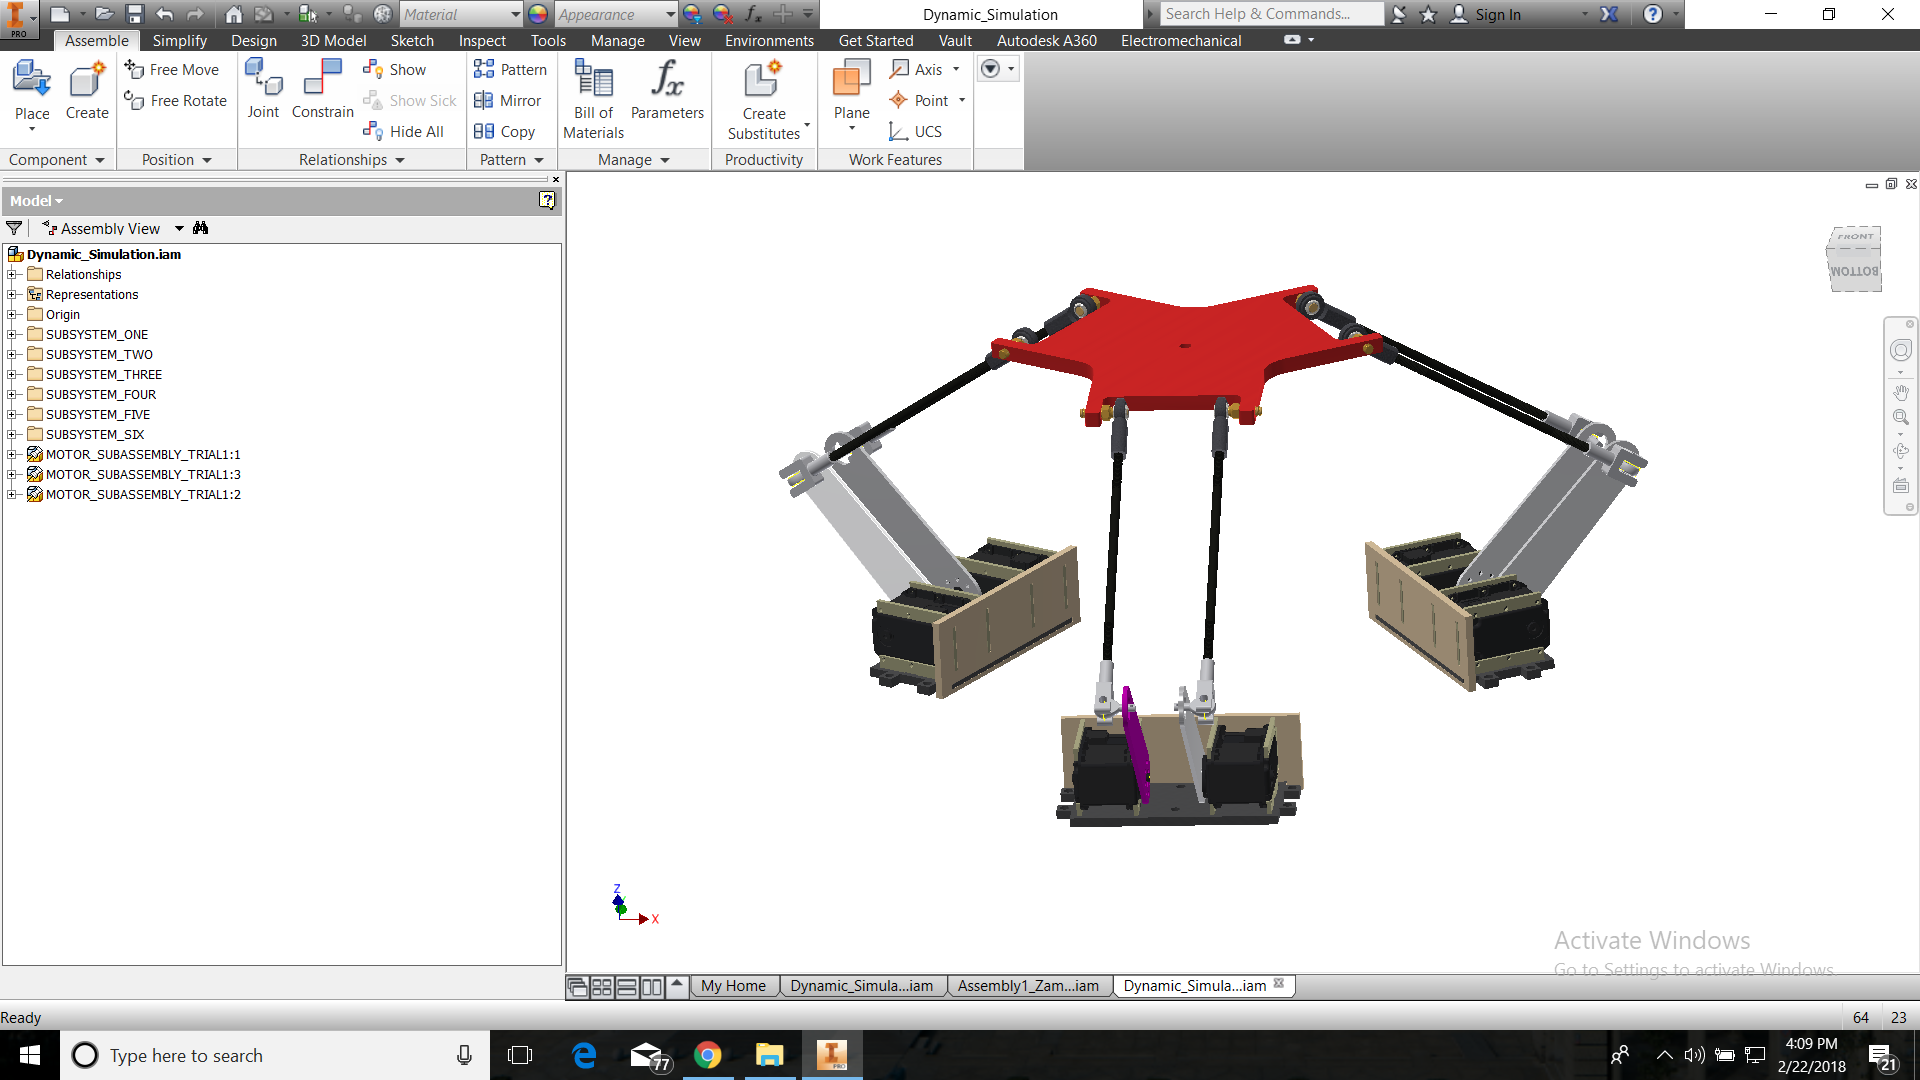 PRO
Material
Appearance
Dynamic_Simulation
Search Help & Commands...
Sign In
Assemble Simplify Design 3D Model Sketch Inspect Tools Manage View Environments Get Started Vault Autodesk A360 Electromechanical
Place
Create
Free Move
Free Rotate
Joint
Constrain
Show
Show Sick
Hide All
Pattern
Mirror
Copy
Bill of
Materials
Parameters
Create
Substitutes
Plane
Axis
Point
UCS
Component Position Relationships Pattern Manage Productivity Work Features
Model
Assembly View
Dynamic_Simulation.iam
Relationships
Representations
Origin
SUBSYSTEM_ONE
SUBSYSTEM_TWO
SUBSYSTEM_THREE
SUBSYSTEM_FOUR
SUBSYSTEM_FIVE
SUBSYSTEM_SIX
MOTOR_SUBASSEMBLY_TRIAL1:1
MOTOR_SUBASSEMBLY_TRIAL1:3
MOTOR_SUBASSEMBLY_TRIAL1:2
FRONT
BOTTOM
Z
X
Activate Windows
Go to Settings to activate Windows.
My Home Dynamic_Simula...iam Assembly1_Zam...iam Dynamic_Simula...iam
Ready
64 23
Type here to search
77
PRO
4:09 PM
2/22/2018
21